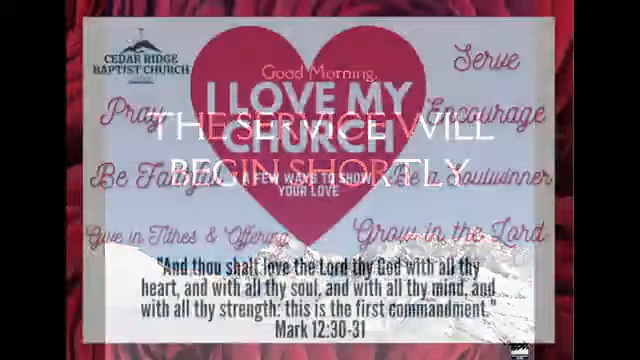 CEDAR RIDGE
BAPTIST CHURCH
Good Morning,
Serve
I LOVE MY
CHURCH
Pray
Encourage
THE SERVICE WILL
BEGIN SHORTLY
A FEW WAYS TO SHOW
YOUR LOVE
Be Faithful
Be a Soulwinner
Give in Tithes & Offering
Grow in the Lord
"And thou shalt love the Lord thy God with all thy
heart, and with all thy soul, and with all thy mind, and
with all thy strength: this is the first commandment."
Mark 12:30-31